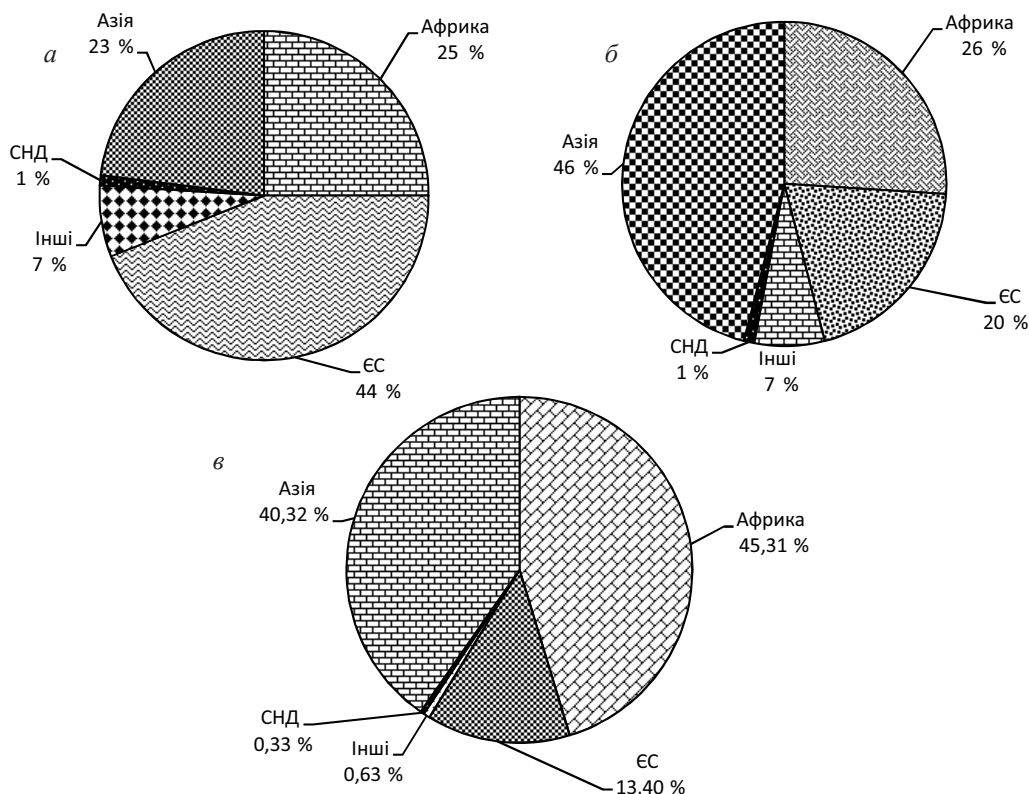 а
Азія
23 %
Африка
25 %
СНД
1 %
Інші
7 %
ЄС
44 %
б
Африка
26 %
Азія
46 %
ЄС
20 %
СНД
1 %
Інші
7 %
в
Азія
40,32 %
Африка
45,31 %
СНД
0,33 %
Інші
0,63 %
ЄС
13,40 %